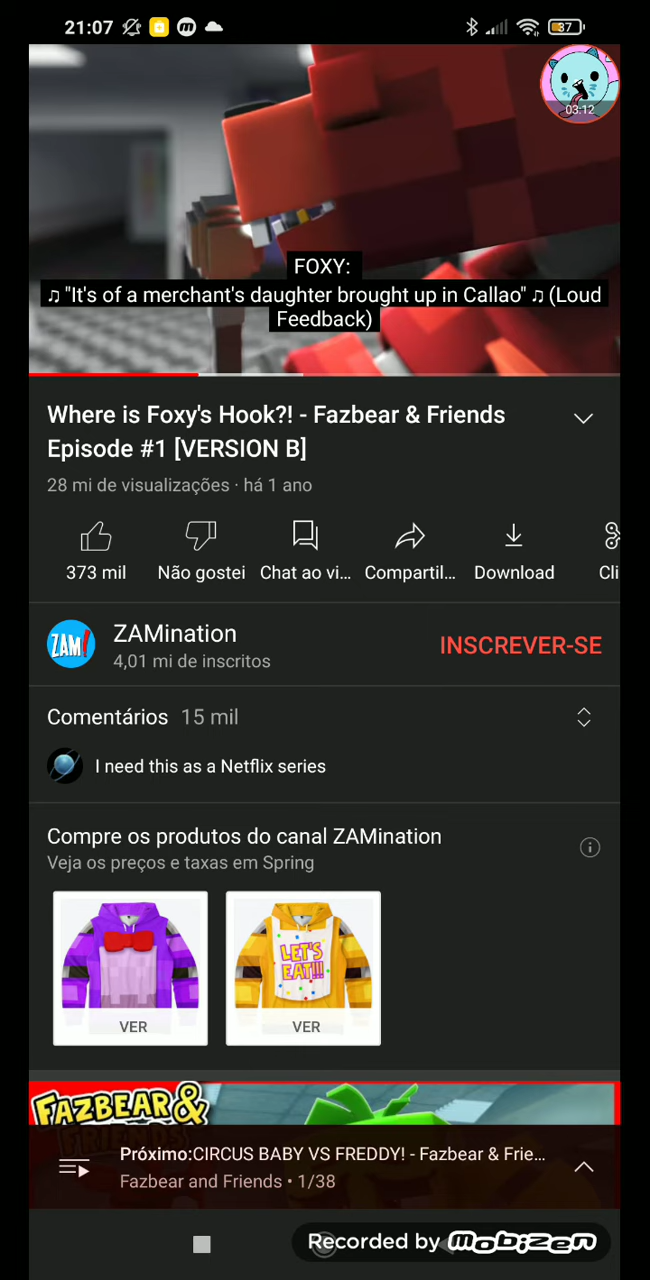 21:07
37
03:12
FOXY:
♫ "It's of a merchant's daughter brought up in Callao" ♫ (Loud
Feedback)
Where is Foxy's Hook?! - Fazbear & Friends
Episode #1 [VERSION B]
28 mi de visualizações · há 1 ano
373 mil
Não gostei
Chat ao vi...
Compartil...
Download
Cli
ZAM!
ZAMination
4,01 mi de inscritos
INSCREVER-SE
Comentários 15 mil
I need this as a Netflix series
Compre os produtos do canal ZAMination
Veja os preços e taxas em Spring
LET'S
EAT!!!
VER
VER
FAZBEAR &
FRIENDS
Próximo:CIRCUS BABY VS FREDDY! - Fazbear & Frie...
Fazbear and Friends • 1/38
Recorded by Mobizen